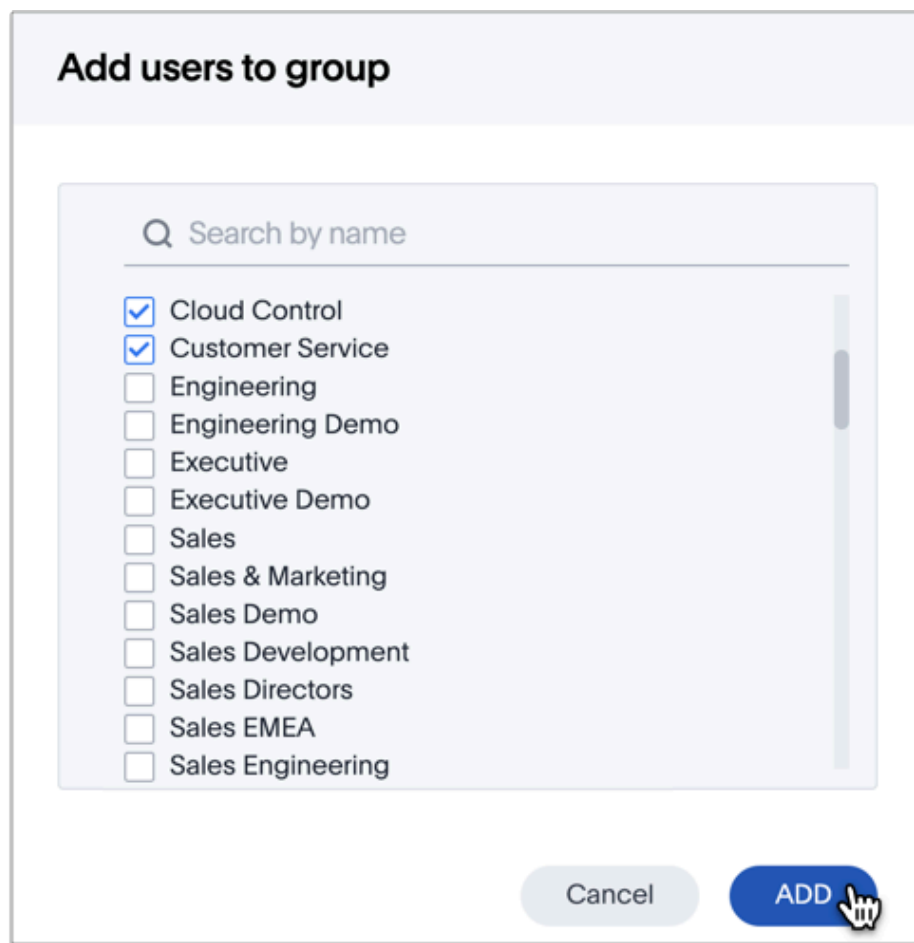 Add users to group
Search by name
Cloud Control
Customer Service
Engineering
Engineering Demo
Executive
Executive Demo
Sales
Sales & Marketing
Sales Demo
Sales Development
Sales Directors
Sales EMEA
Sales Engineering
Cancel
ADD